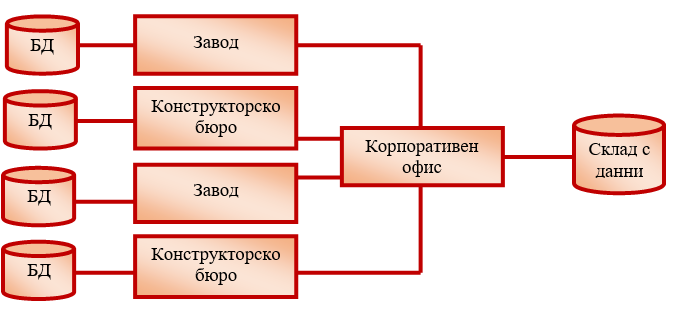 БД
Завод
БД
Конструкторско
бюро
БД
Завод
БД
Конструкторско
бюро
Корпоративен
офис
Склад с
данни